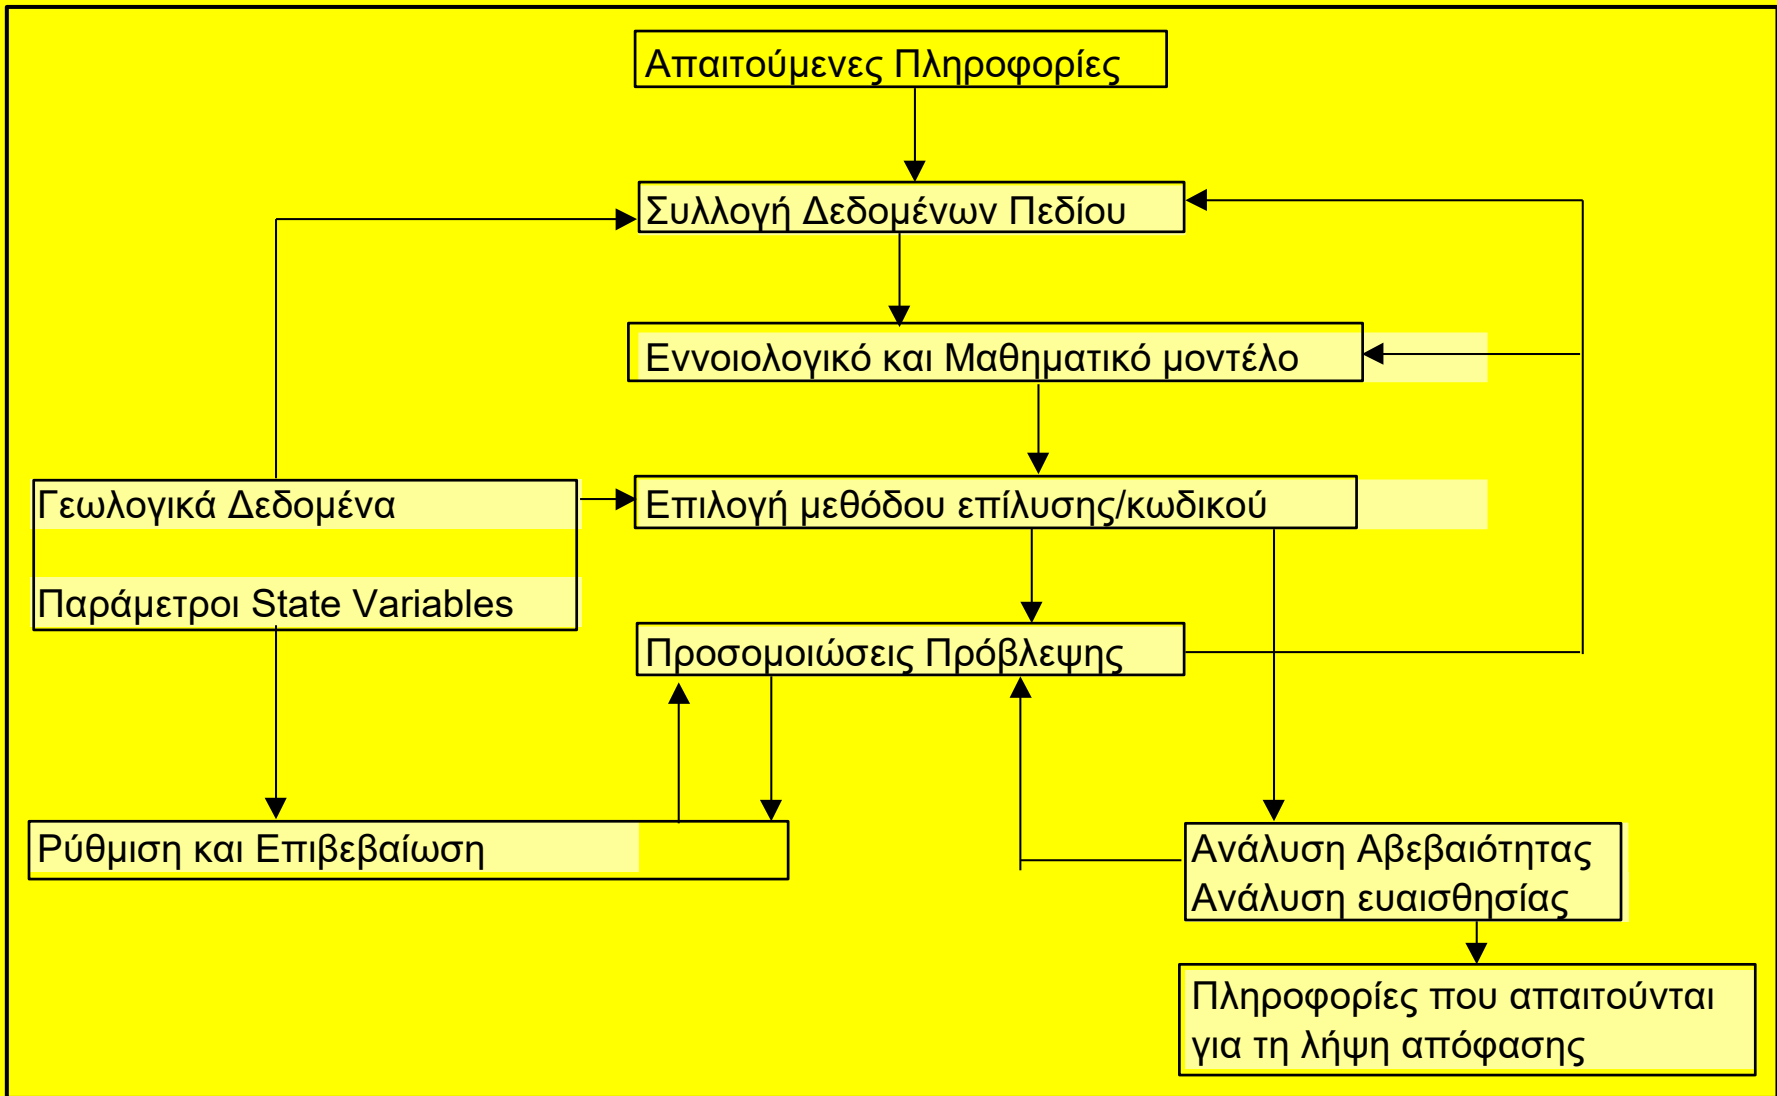 Απαιτούμενες Πληροφορίες
Συλλογή Δεδομένων Πεδίου
Εννοιολογικό και Μαθηματικό μοντέλο
Γεωλογικά Δεδομένα
Επιλογή μεθόδου επίλυσης/κωδικού
Παράμετροι State Variables
Προσομοιώσεις Πρόβλεψης
Ρύθμιση και Επιβεβαίωση
Ανάλυση Αβεβαιότητας
Ανάλυση ευαισθησίας
Πληροφορίες που απαιτούνται
για τη λήψη απόφασης